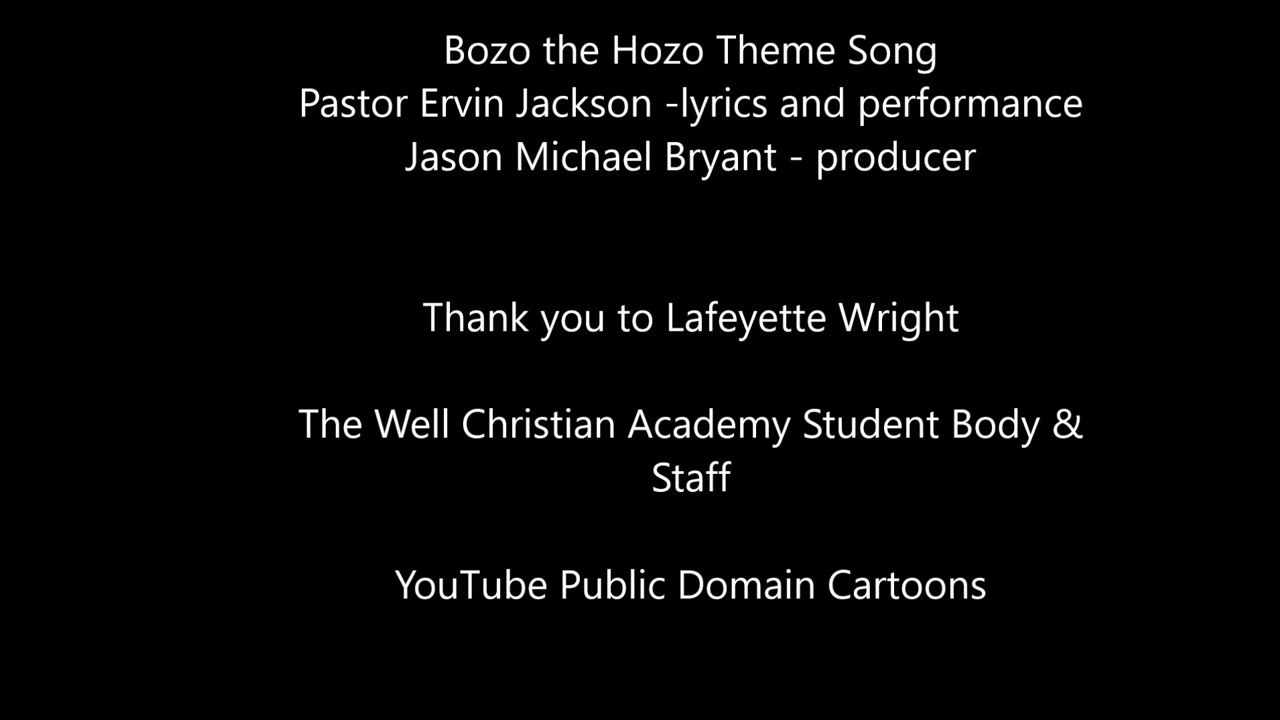 Bozo the Hozo Theme Song
Pastor Ervin Jackson -lyrics and performance
Jason Michael Bryant - producer
Thank you to Lafeyette Wright
The Well Christian Academy Student Body &
Staff
YouTube Public Domain Cartoons